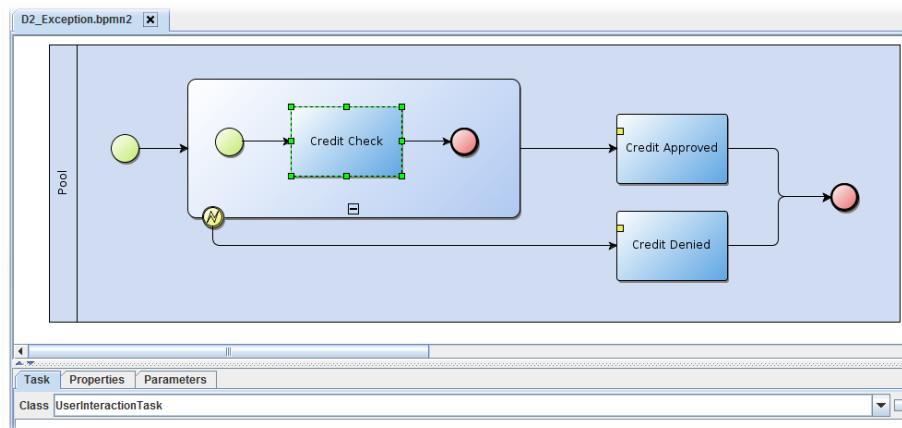 D2_Exception.bpmn2
Pool
Credit Check
Credit Approved
Credit Denied
Task Properties Parameters
Class UserInteractionTask